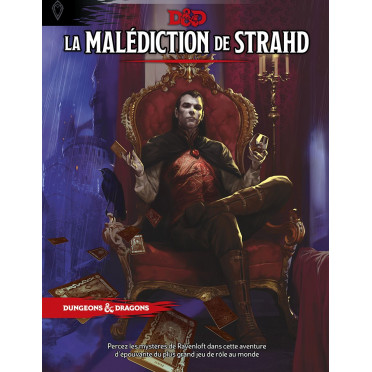 D&D
LA MALÉDICTION DE STRAHD
DUNGEONS & DRAGONS
Percez les mystères de Ravenloft dans cette aventure
d'épouvante du plus grand jeu de rôle au monde